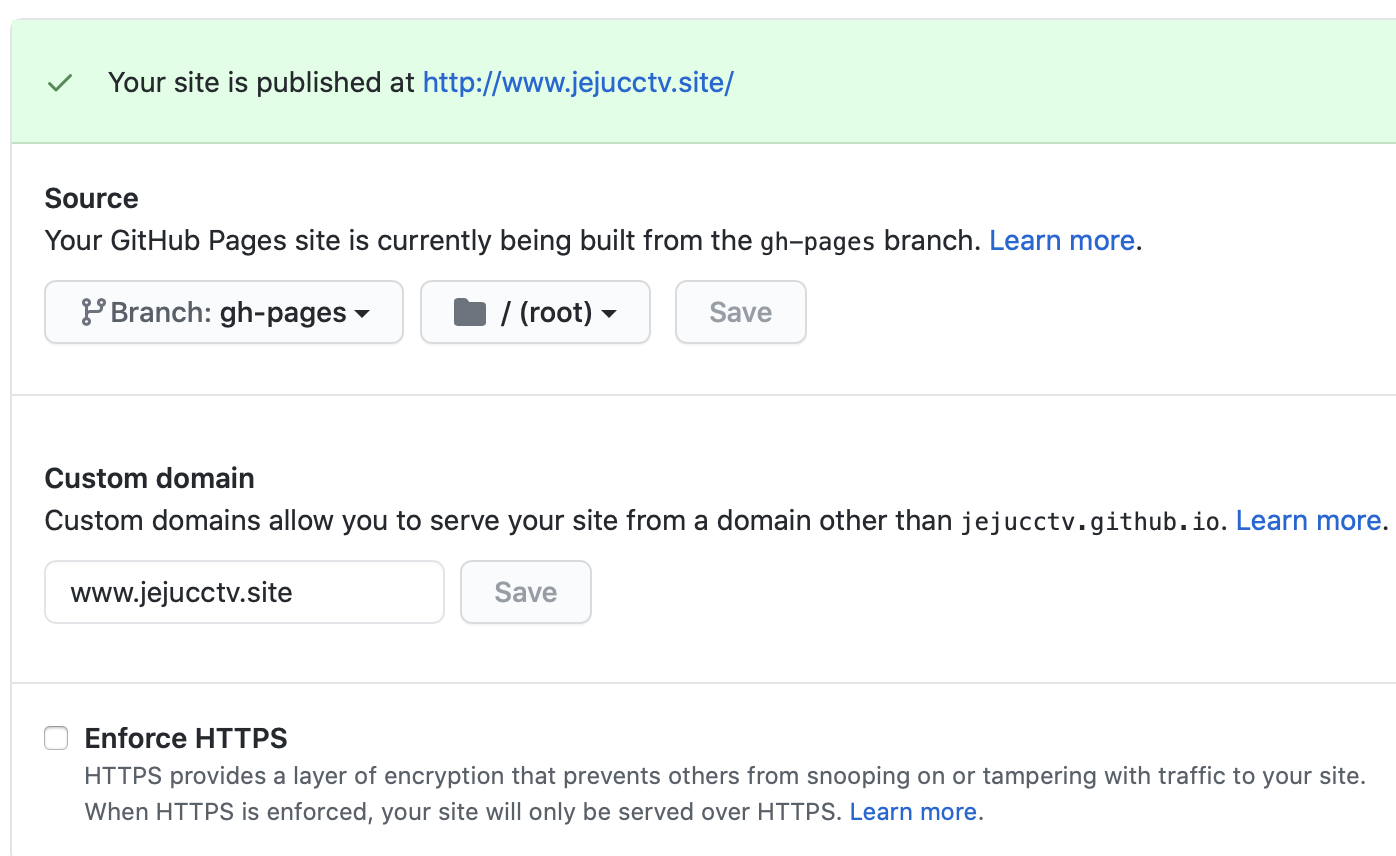 Your site is published at http://www.jejucctv.site/
Source
Your GitHub Pages site is currently being built from the gh-pages branch. Learn more.
Branch: gh-pages
/ (root)
Save
Custom domain
Custom domains allow you to serve your site from a domain other than jejucctv.github.io. Learn more.
www.jejucctv.site
Save
Enforce HTTPS
HTTPS provides a layer of encryption that prevents others from snooping on or tampering with traffic to your site.
When HTTPS is enforced, your site will only be served over HTTPS. Learn more.